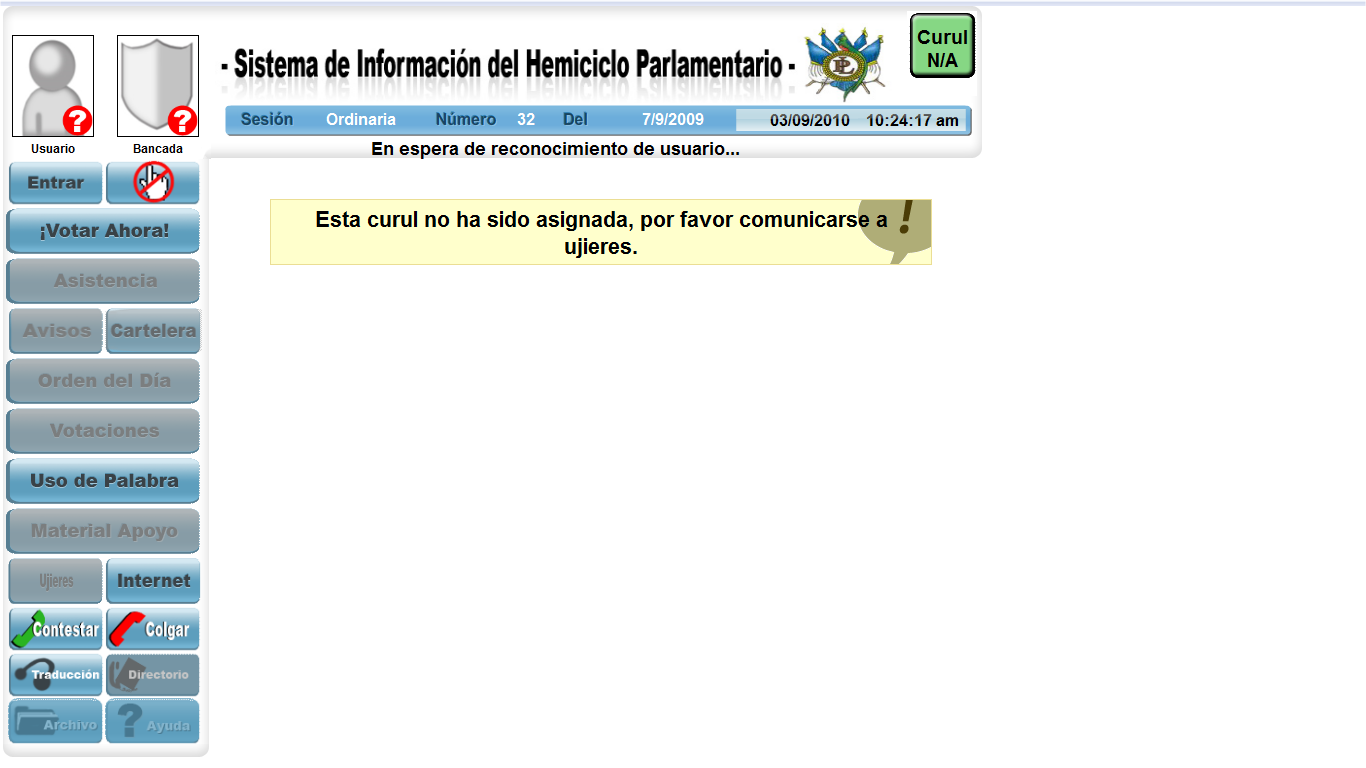 - Sistema de Información del Hemiciclo Parlamentario -
Curul
N/A
Sesión Ordinaria Número 32 Del 7/9/2009 03/09/2010 10:24:17 am
En espera de reconocimiento de usuario...
Usuario Bancada
Entrar
¡Votar Ahora!
Asistencia
Avisos Cartelera
Orden del Día
Votaciones
Uso de Palabra
Material Apoyo
Ujieres Internet
Contestar Colgar
Traducción Directorio
Archivo Ayuda
Esta curul no ha sido asignada, por favor comunicarse a
ujieres.